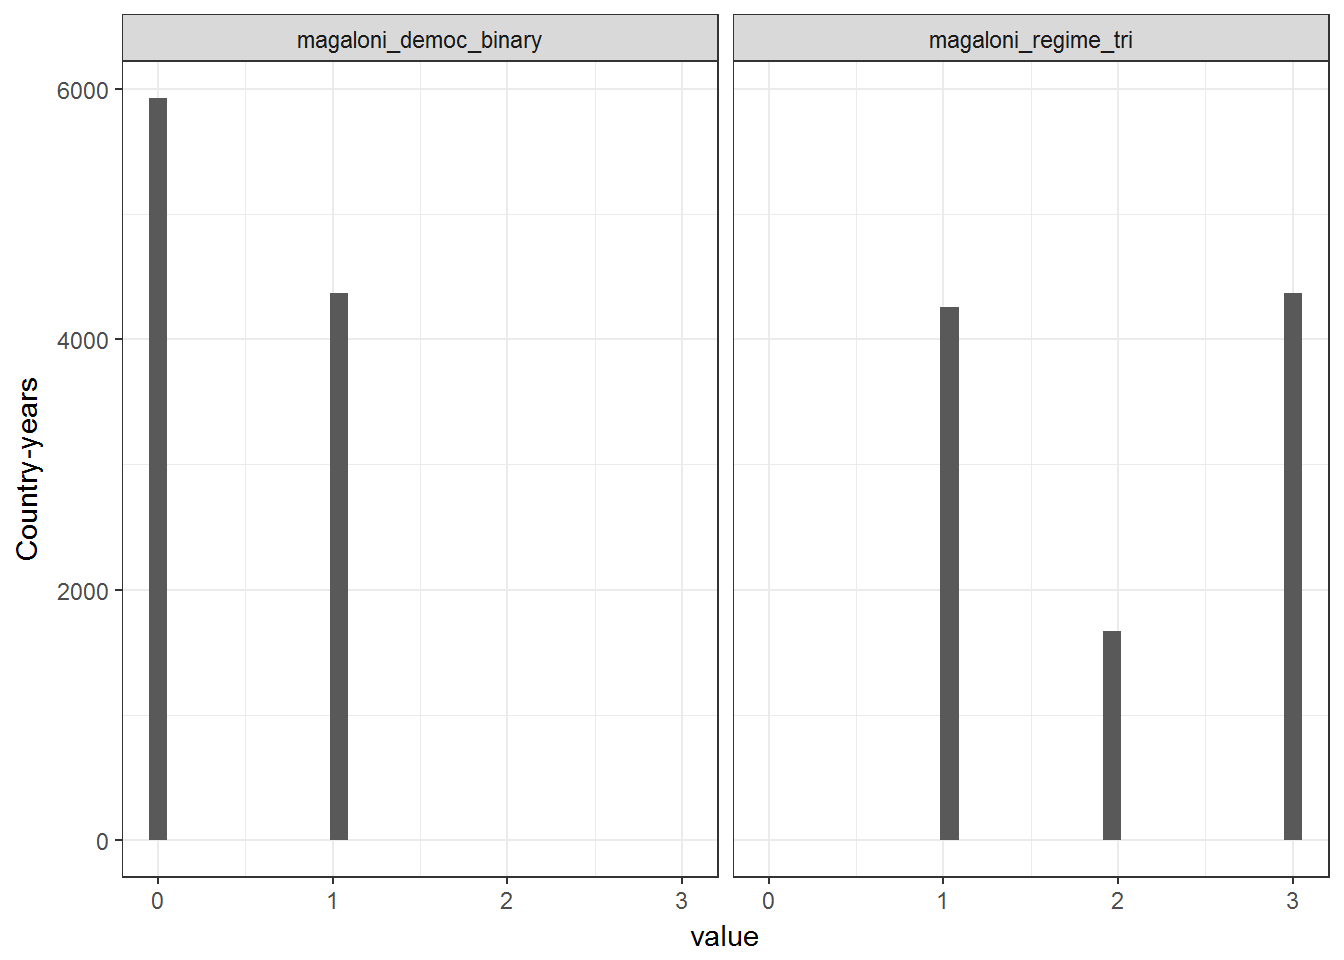 magaloni_democ_binary
magaloni_regime_tri
Country-years
6000
4000
2000
0
0 1 2 3
0 1 2 3
value